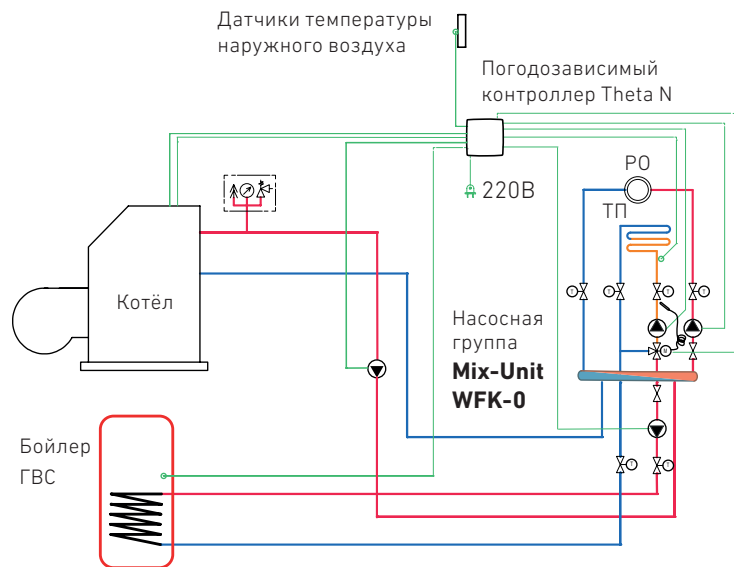 Датчики температуры
наружного воздуха
Погодозависимый
контроллер Theta N
220В
РО
ТП
Котёл
Насосная
группа
Mix-Unit
WFK-0
Бойлер
ГВС
T
T
T
T
M
T
T